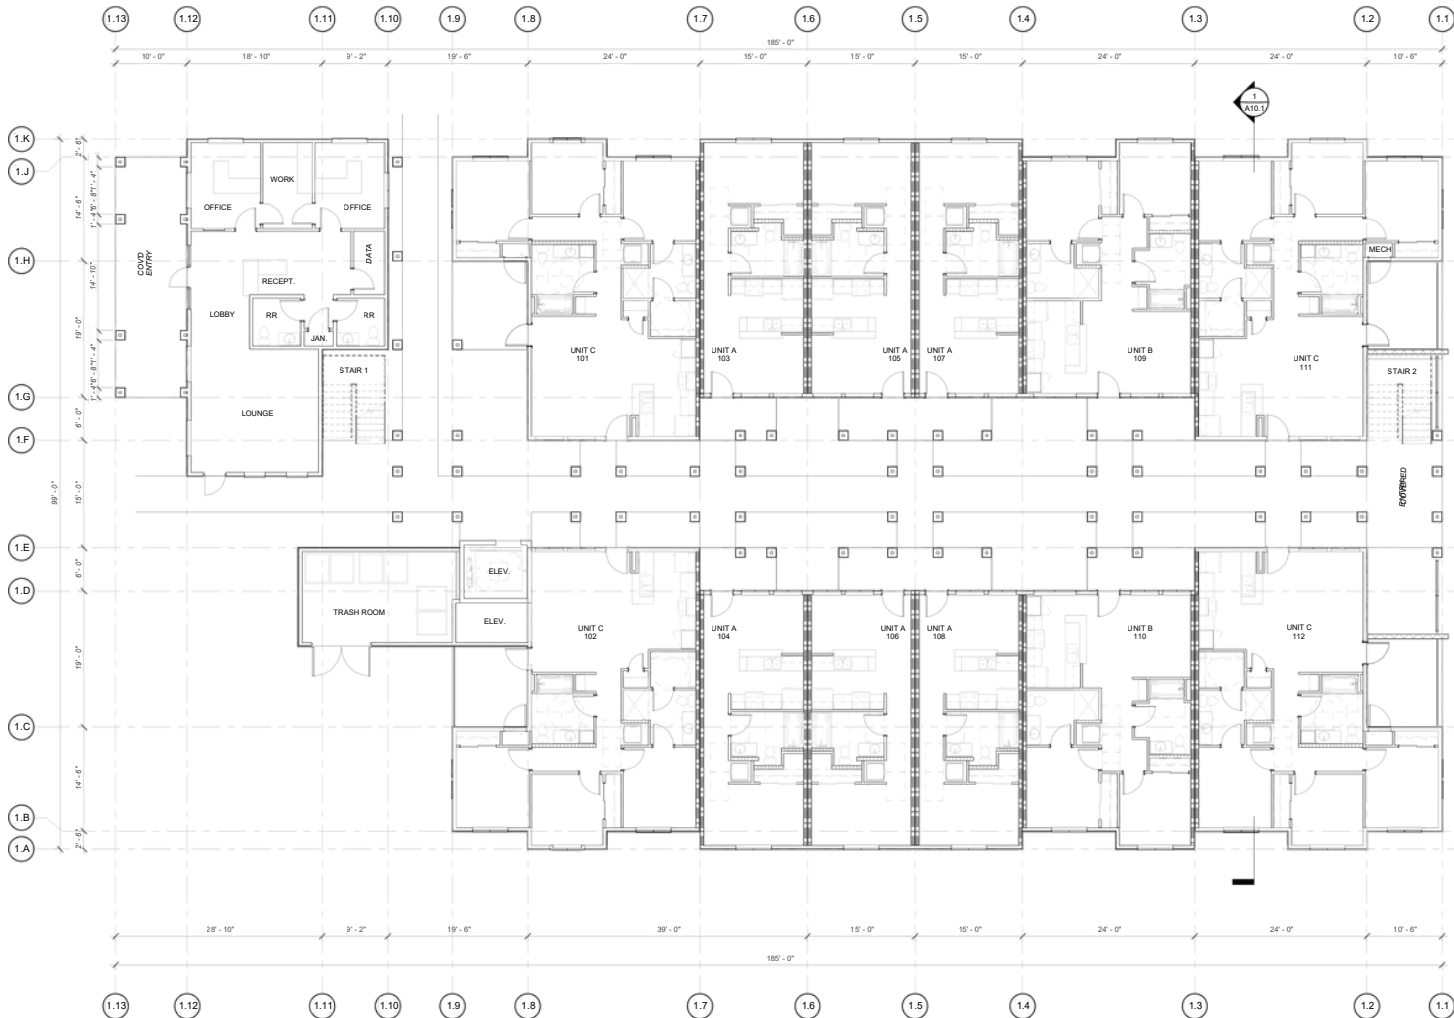 1.13 1.12 1.11 1.10 1.9 1.8 1.7 1.6 1.5 1.4 1.3 1.2 1.1
185' - 0"
10' - 0" 18' - 10" 9' - 2" 19' - 6" 24' - 0" 15' - 0" 15' - 0" 15' - 0" 24' - 0" 24' - 0" 10' - 6"
1
A10.1
1.K
2' - 6"
1.J
WORK
OFFICE
OFFICE
14' - 6"
1.H
COV'D
ENTRY
DATA
MECH
RECEPT.
14' - 10"
LOBBY
RR
RR
JAN.
19' - 0"
UNIT C
101
UNIT A
103
UNIT A
105
UNIT A
107
UNIT B
109
UNIT C
111
STAIR 1
STAIR 2
1.G
LOUNGE
6' - 0"
1.F
99' - 0"
15' - 0"
COVERED
ENTRY
1.E
6' - 0"
ELEV.
1.D
TRASH ROOM
ELEV.
UNIT C
102
UNIT A
104
UNIT A
106
UNIT A
108
UNIT B
110
UNIT C
112
19' - 0"
1.C
14' - 6"
1.B
2' - 6"
1.A
28' - 10" 9' - 2" 19' - 6" 39' - 0" 15' - 0" 15' - 0" 24' - 0" 24' - 0" 10' - 6"
185' - 0"
1.13 1.12 1.11 1.10 1.9 1.8 1.7 1.6 1.5 1.4 1.3 1.2 1.1